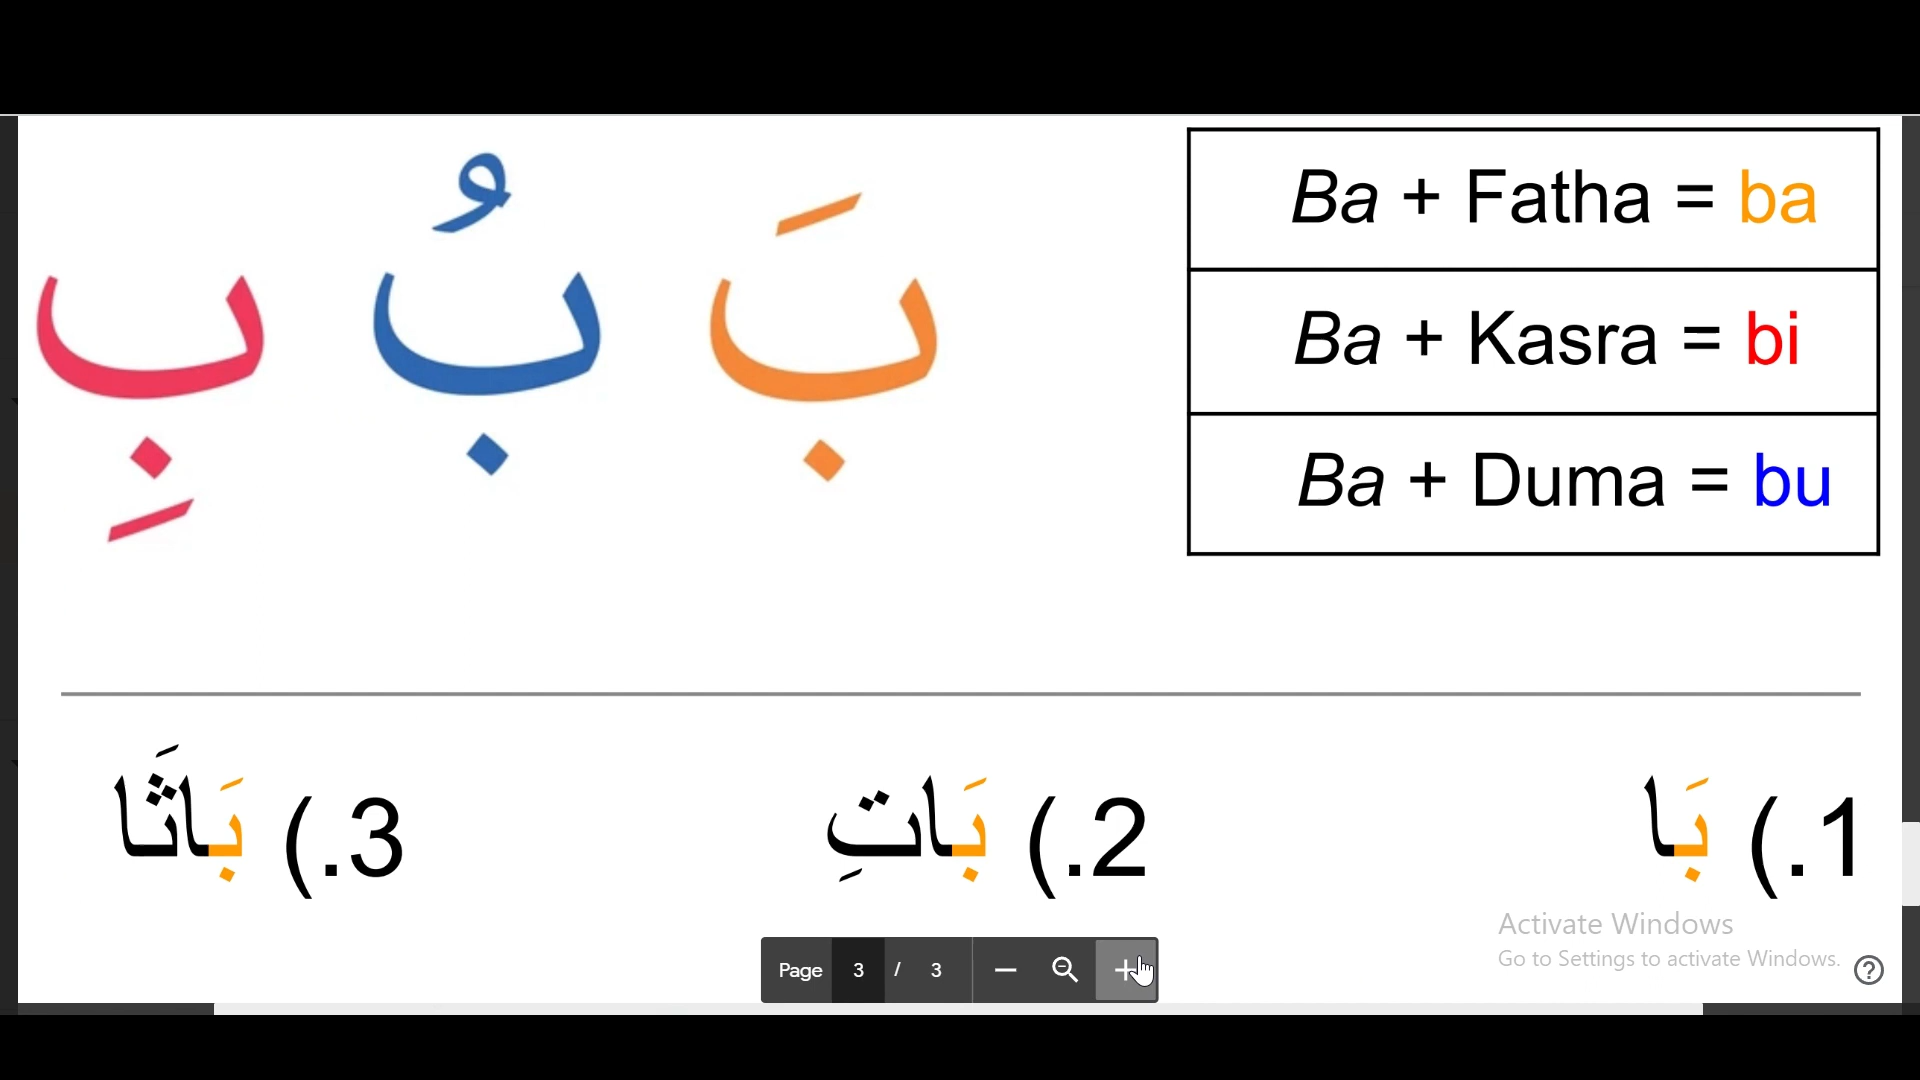 بَ بُ بِ
Ba + Fatha = ba
Ba + Kasra = bi
Ba + Duma = bu
1.) بَا
2.) بَاتِ
3.) بَاثَا
Activate Windows
Go to Settings to activate Windows.
Page 3 / 3